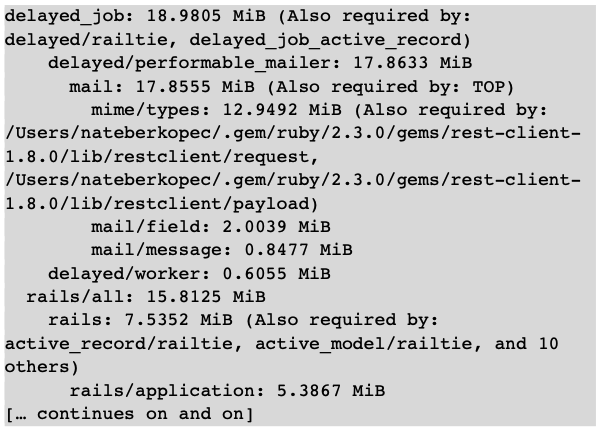 delayed_job: 18.9805 MiB (Also required by:
delayed/railtie, delayed_job_active_record)
    delayed/performable_mailer: 17.8633 MiB
      mail: 17.8555 MiB (Also required by: TOP)
        mime/types: 12.9492 MiB (Also required by:
/Users/nateberkopec/.gem/ruby/2.3.0/gems/rest-client-
1.8.0/lib/restclient/request,
/Users/nateberkopec/.gem/ruby/2.3.0/gems/rest-client-
1.8.0/lib/restclient/payload)
        mail/field: 2.0039 MiB
        mail/message: 0.8477 MiB
    delayed/worker: 0.6055 MiB
  rails/all: 15.8125 MiB
    rails: 7.5352 MiB (Also required by:
active_record/railtie, active_model/railtie, and 10
others)
      rails/application: 5.3867 MiB
[… continues on and on]